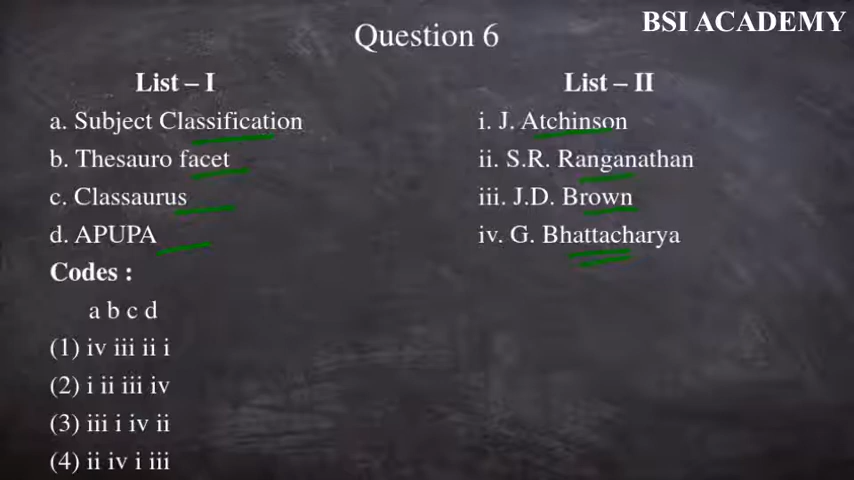 BSI ACADEMY
Question 6
List – I
List – II
a. Subject Classification
i. J. Atchinson
b. Thesauro facet
ii. S.R. Ranganathan
c. Classaurus
iii. J.D. Brown
d. APUPA
iv. G. Bhattacharya
Codes :
a b c d
(1) iv iii ii i
(2) i ii iii iv
(3) iii i iv ii
(4) ii iv i iii